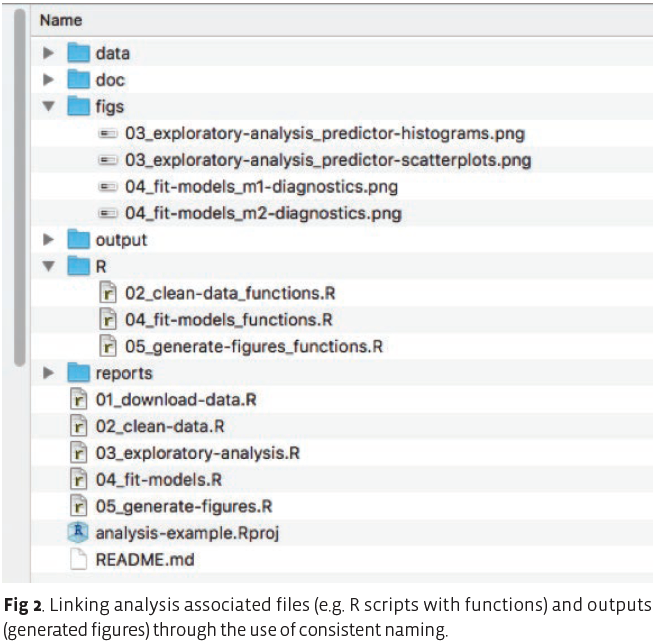 Name
data
doc
figs
03_exploratory-analysis_predictor-histograms.png
03_exploratory-analysis_predictor-scatterplots.png
04_fit-models_m1-diagnostics.png
04_fit-models_m2-diagnostics.png
output
R
02_clean-data_functions.R
04_fit-models_functions.R
05_generate-figures_functions.R
reports
01_download-data.R
02_clean-data.R
03_exploratory-analysis.R
04_fit-models.R
05_generate-figures.R
analysis-example.Rproj
README.md
Fig 2. Linking analysis associated files (e.g. R scripts with functions) and outputs
(generated figures) through the use of consistent naming.